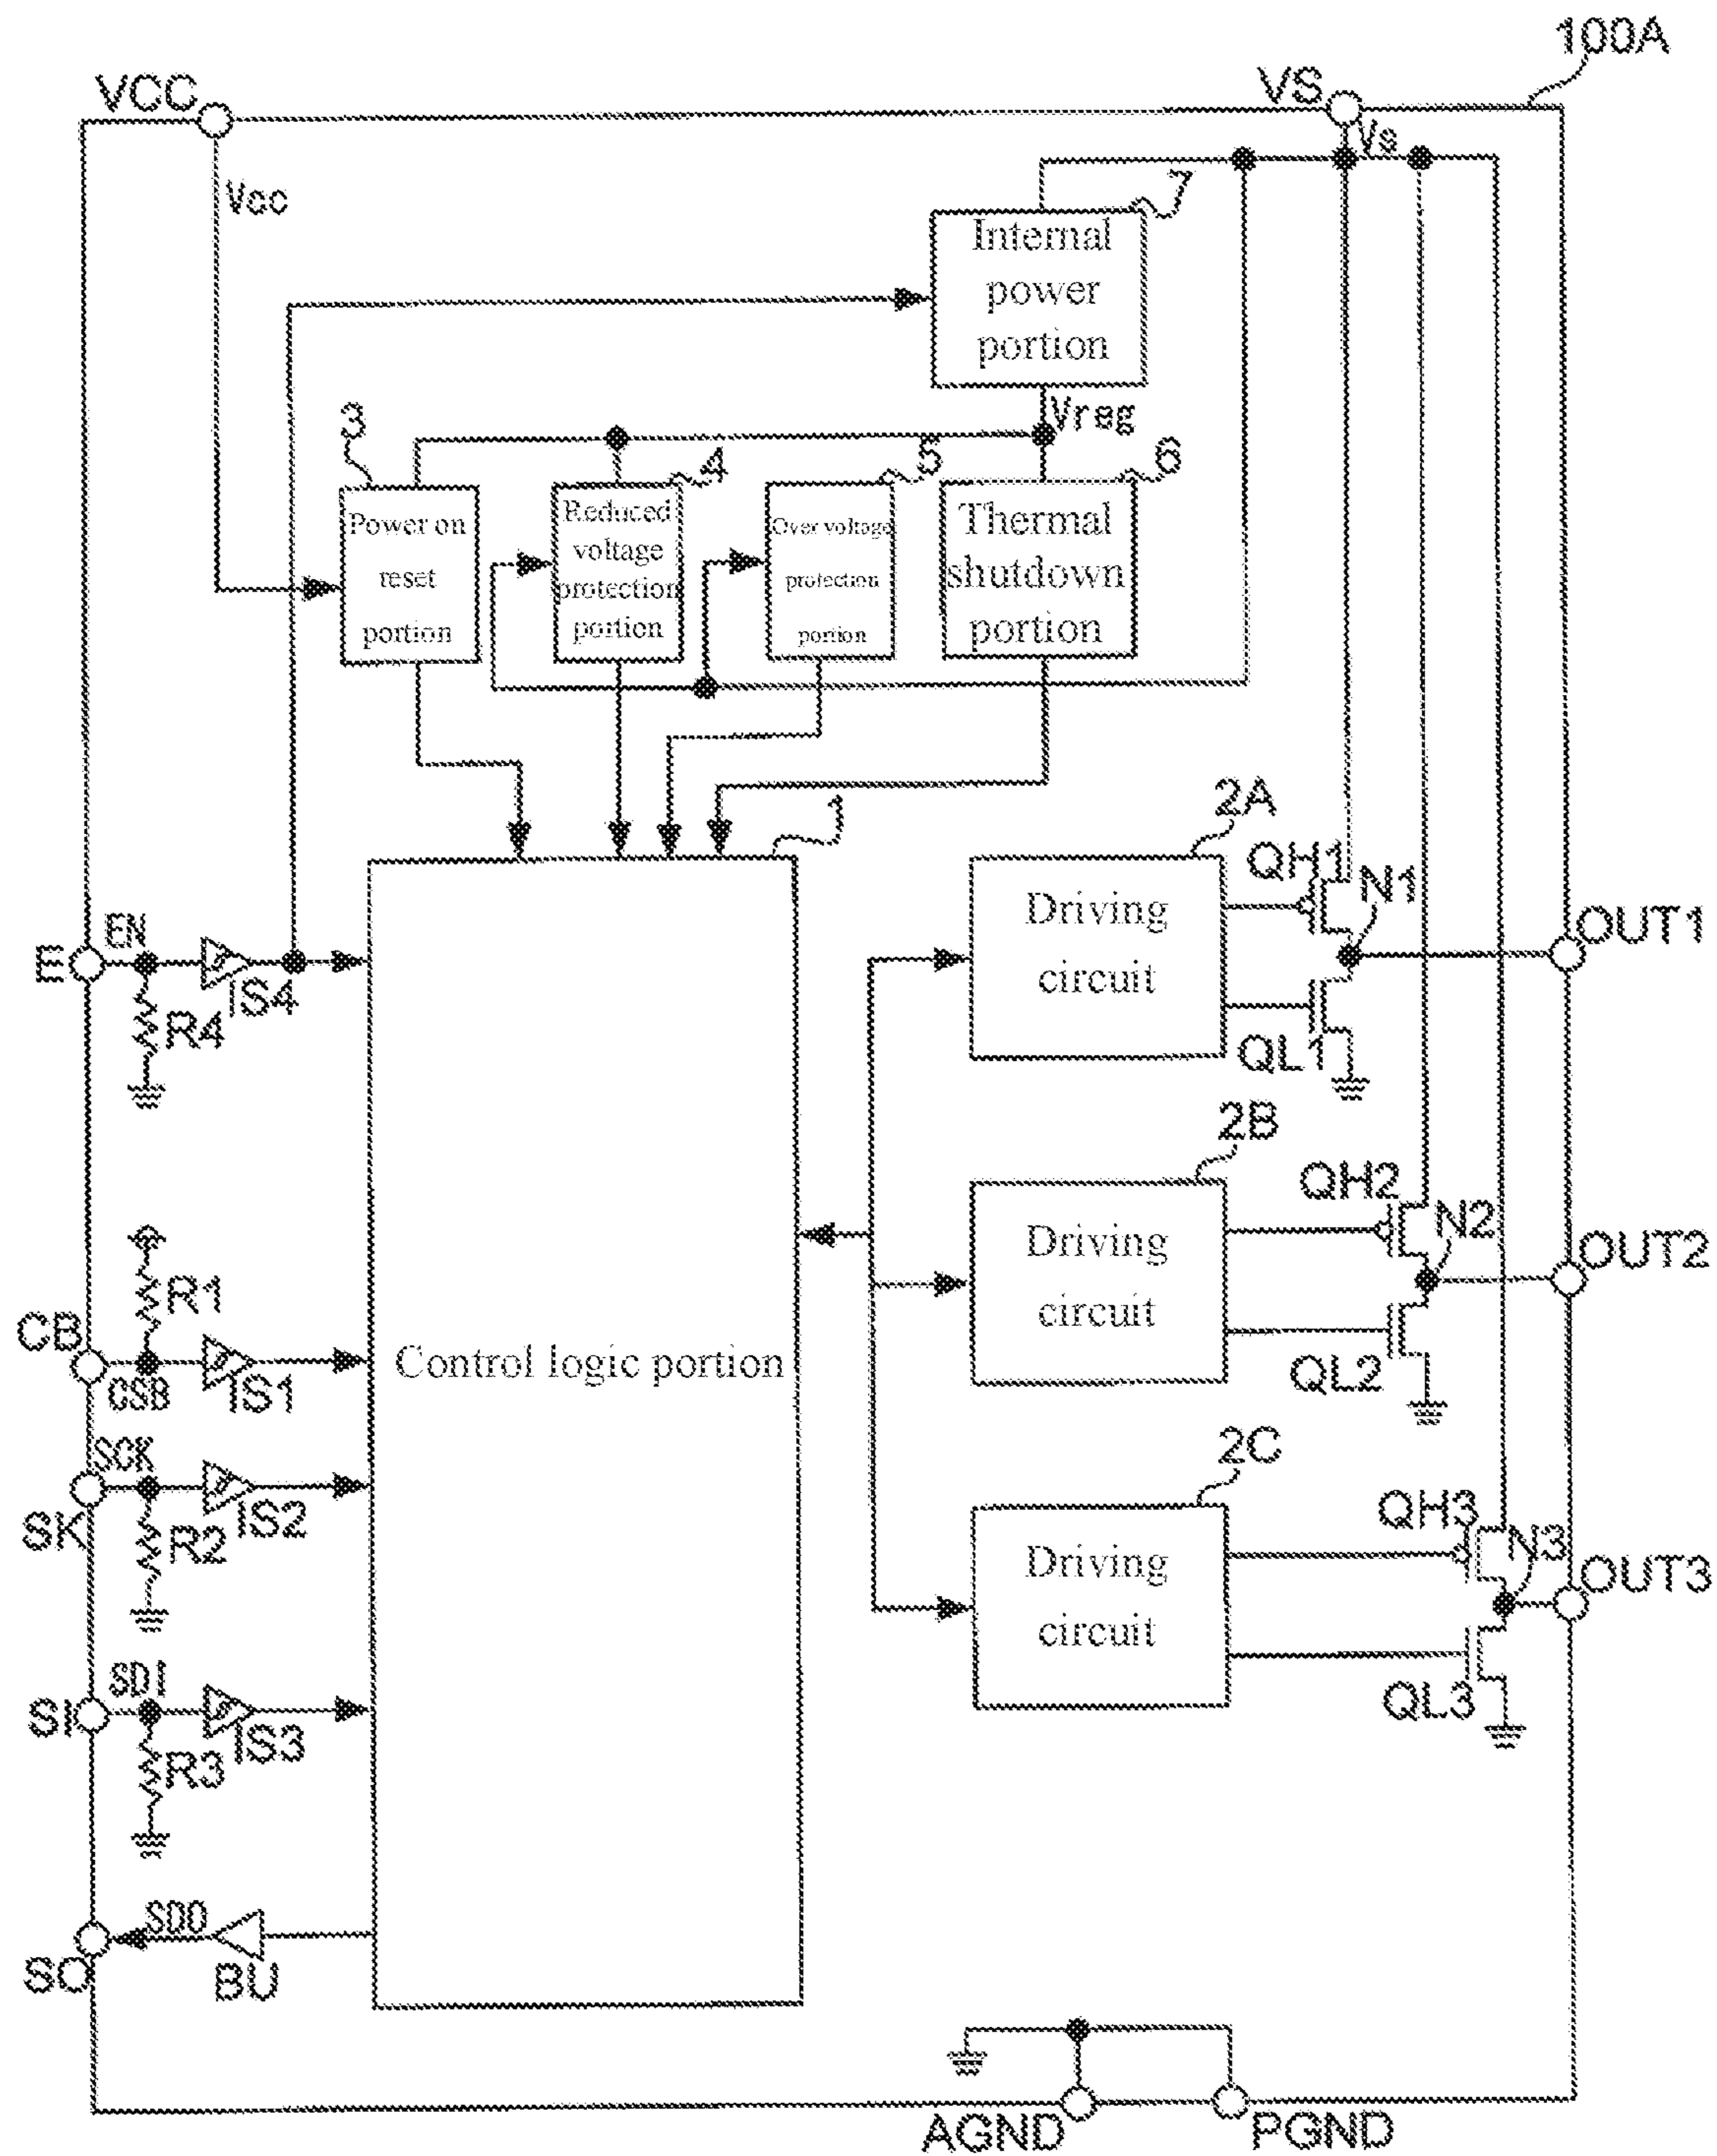 100A
VCC
VS
Vs
Vcc
7
Internal
power
portion
Vreg
3
4
5
6
Power on
reset
portion
Reduced
voltage
protection
portion
Over voltage
protection
portion
Thermal
shutdown
portion
1
2A
Driving
circuit
QH1
N1
OUT1
QL1
E
EN
IS4
R4
2B
Driving
circuit
QH2
N2
OUT2
QL2
R1
CB
CSB
IS1
Control logic portion
SCK
SK
IS2
R2
2C
Driving
circuit
QH3
N3
OUT3
QL3
SDI
SI
IS3
R3
SDO
SO
BU
AGND
PGND